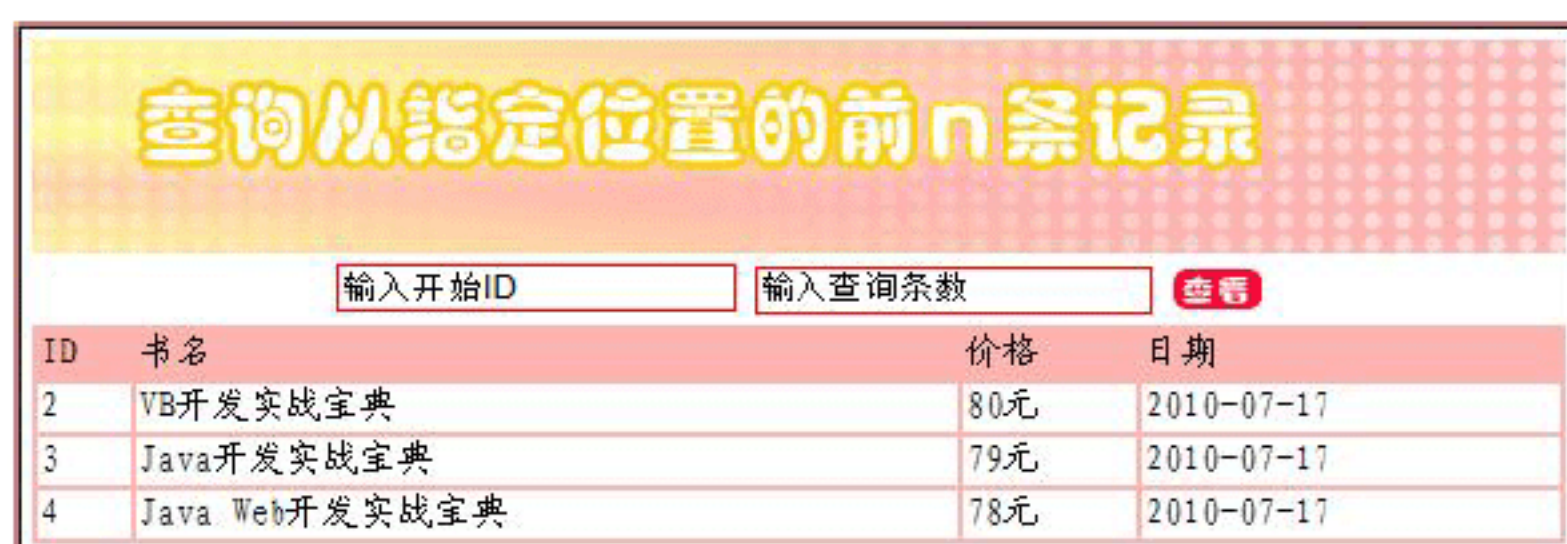 查询从指定位置的前n条记录
输入开始ID 输入查询条数 查看
ID 书名 价格 日期
2 VB开发实战宝典 80元 2010-07-17
3 Java开发实战宝典 79元 2010-07-17
4 Java Web开发实战宝典 78元 2010-07-17